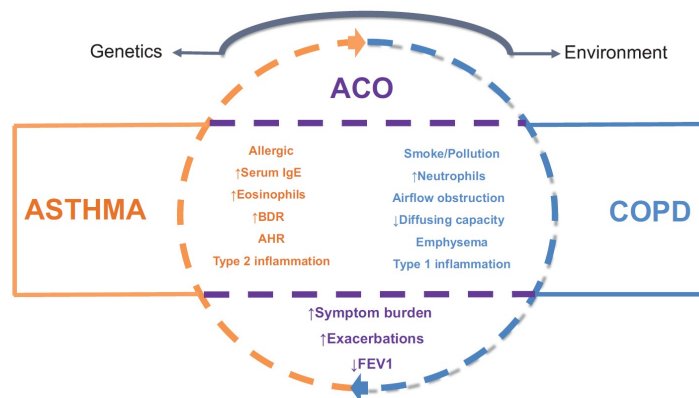 Genetics
Environment
ACO
ASTHMA
Allergic
↑Serum IgE
↑Eosinophils
↑BDR
AHR
Type 2 inflammation
Smoke/Pollution
↑Neutrophils
Airflow obstruction
↓Diffusing capacity
Emphysema
Type 1 inflammation
COPD
↑Symptom burden
↑Exacerbations
↓FEV1